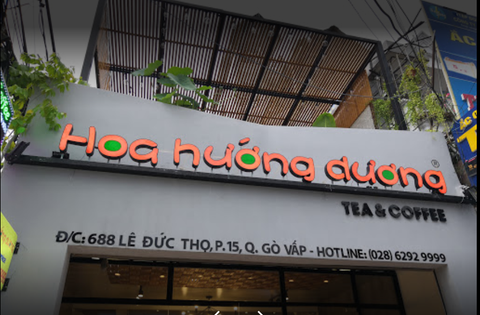 Hoa hướng dương ®
TEA & COFFEE
Đ/C: 688 LÊ ĐỨC THỌ, P.15, Q. GÒ VẤP - HOTLINE: (028) 6292 9999